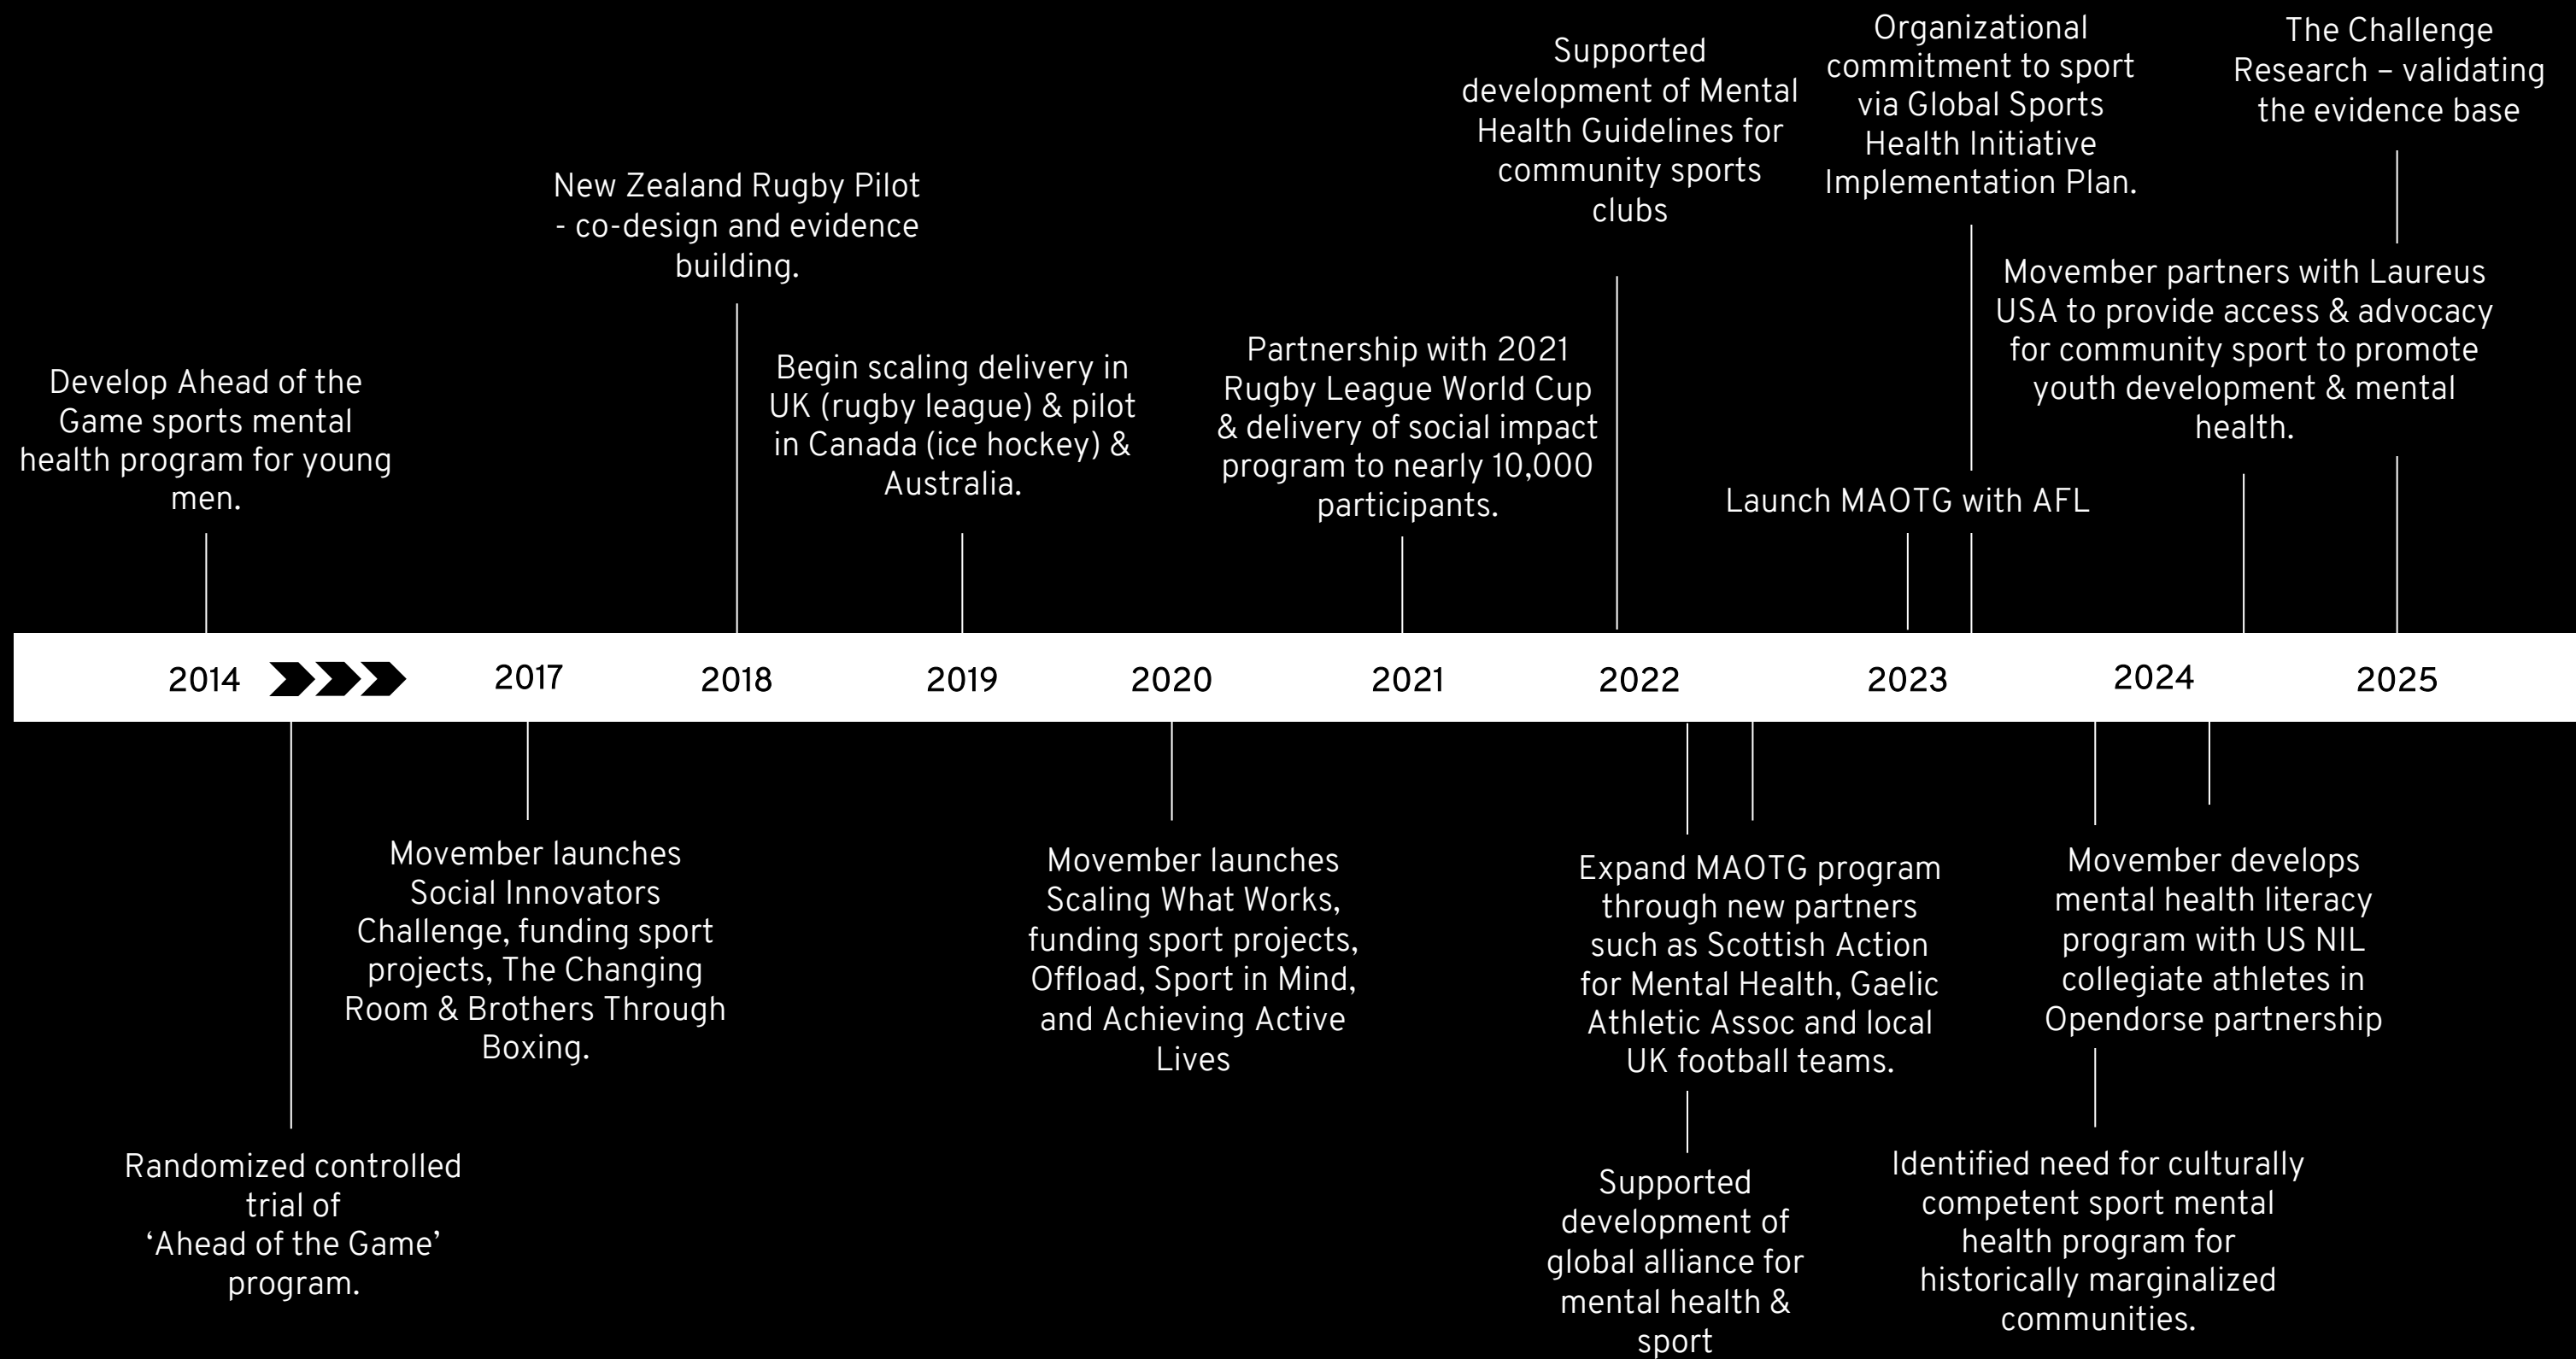 Develop Ahead of the
Game sports mental
health program for young
men.
New Zealand Rugby Pilot
- co-design and evidence
building.
Begin scaling delivery in
UK (rugby league) & pilot
in Canada (ice hockey) &
Australia.
Partnership with 2021
Rugby League World Cup
& delivery of social impact
program to nearly 10,000
participants.
Supported
development of Mental
Health Guidelines for
community sports
clubs
Organizational
commitment to sport
via Global Sports
Health Initiative
Implementation Plan.
Launch MAOTG with AFL
The Challenge
Research – validating
the evidence base
Movember partners with Laureus
USA to provide access & advocacy
for community sport to promote
youth development & mental
health.
2014 2017 2018 2019 2020 2021 2022 2023 2024 2025
Randomized controlled
trial of
‘Ahead of the Game’
program.
Movember launches
Social Innovators
Challenge, funding sport
projects, The Changing
Room & Brothers Through
Boxing.
Movember launches
Scaling What Works,
funding sport projects,
Offload, Sport in Mind,
and Achieving Active
Lives
Expand MAOTG program
through new partners
such as Scottish Action
for Mental Health, Gaelic
Athletic Assoc and local
UK football teams.
Supported
development of
global alliance for
mental health &
sport
Movember develops
mental health literacy
program with US NIL
collegiate athletes in
Opendorse partnership
Identified need for culturally
competent sport mental
health program for
historically marginalized
communities.